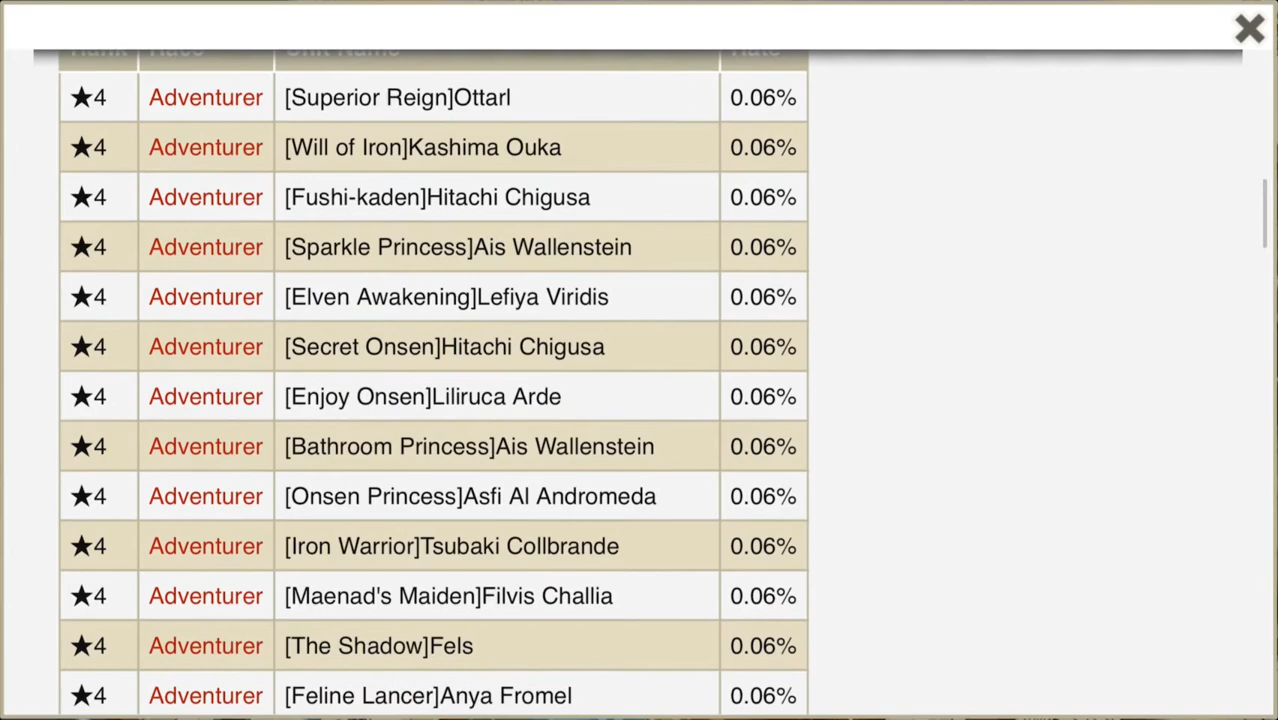 Rank Race Unit Name Rate
★4 Adventurer [Superior Reign]Ottarl 0.06%
★4 Adventurer [Will of Iron]Kashima Ouka 0.06%
★4 Adventurer [Fushi-kaden]Hitachi Chigusa 0.06%
★4 Adventurer [Sparkle Princess]Ais Wallenstein 0.06%
★4 Adventurer [Elven Awakening]Lefiya Viridis 0.06%
★4 Adventurer [Secret Onsen]Hitachi Chigusa 0.06%
★4 Adventurer [Enjoy Onsen]Liliruca Arde 0.06%
★4 Adventurer [Bathroom Princess]Ais Wallenstein 0.06%
★4 Adventurer [Onsen Princess]Asfi Al Andromeda 0.06%
★4 Adventurer [Iron Warrior]Tsubaki Collbrande 0.06%
★4 Adventurer [Maenad's Maiden]Filvis Challia 0.06%
★4 Adventurer [The Shadow]Fels 0.06%
★4 Adventurer [Feline Lancer]Anya Fromel 0.06%